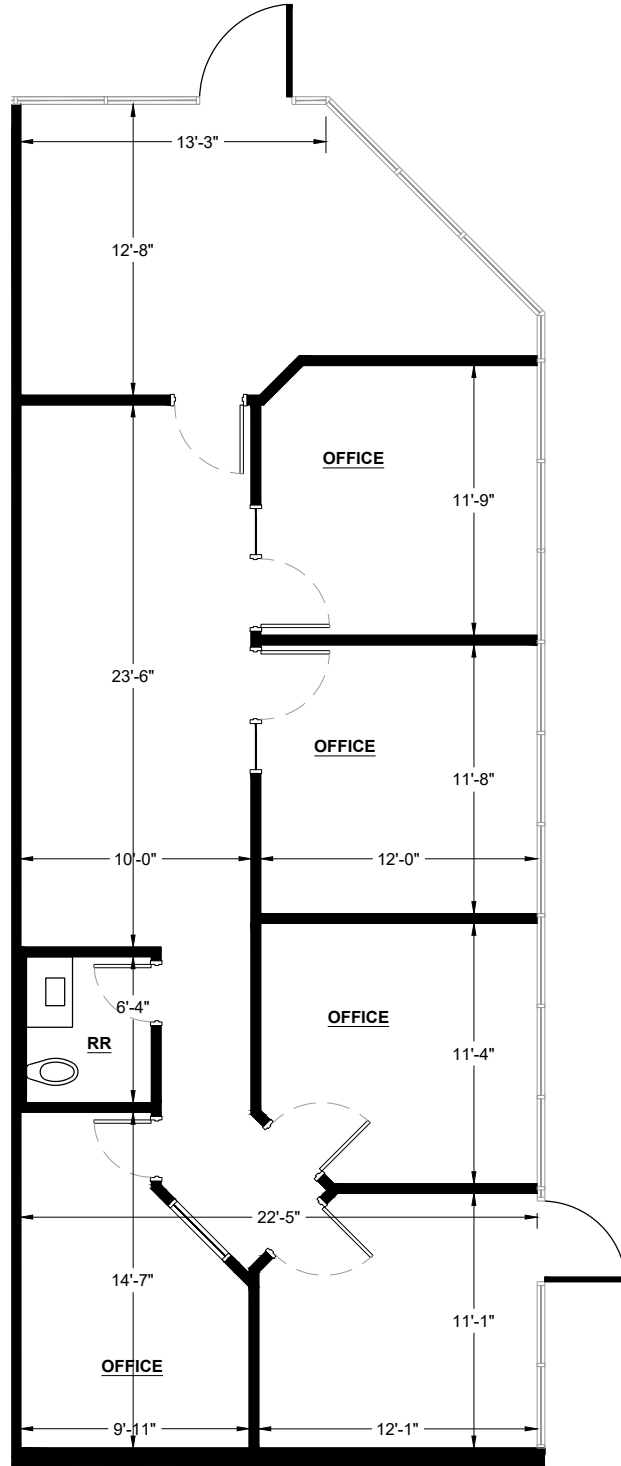 13'-3"
12'-8"
OFFICE
11'-9"
23'-6"
OFFICE
11'-8"
10'-0"
12'-0"
6'-4"
OFFICE
RR
11'-4"
22'-5"
14'-7"
11'-1"
OFFICE
9'-11"
12'-1"